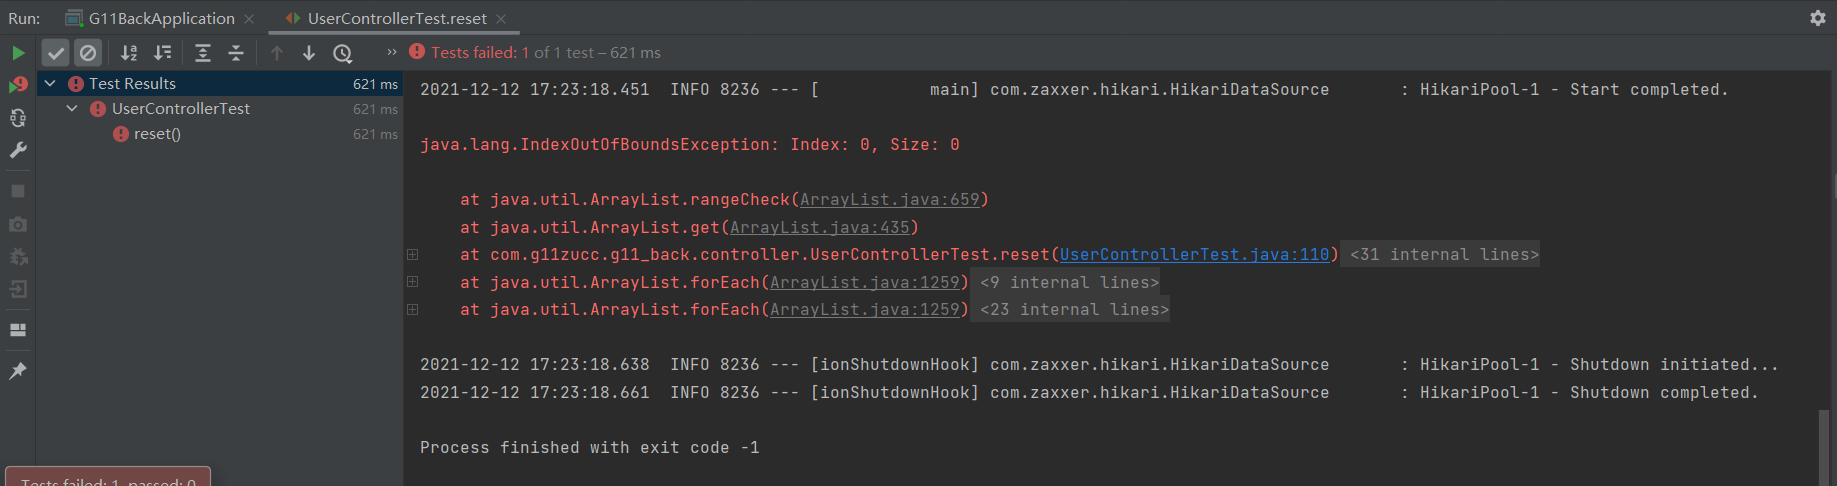 Run: G11BackApplication × UserControllerTest.reset ×
» Tests failed: 1 of 1 test – 621 ms
Test Results 621 ms
UserControllerTest 621 ms
reset() 621 ms
2021-12-12 17:23:18.451  INFO 8236 --- [           main] com.zaxxer.hikari.HikariDataSource       : HikariPool-1 - Start completed.
java.lang.IndexOutOfBoundsException: Index: 0, Size: 0
at java.util.ArrayList.rangeCheck(ArrayList.java:659)
at java.util.ArrayList.get(ArrayList.java:435)
at com.g11zucc.g11_back.controller.UserControllerTest.reset(UserControllerTest.java:110) <31 internal lines>
at java.util.ArrayList.forEach(ArrayList.java:1259) <9 internal lines>
at java.util.ArrayList.forEach(ArrayList.java:1259) <23 internal lines>
2021-12-12 17:23:18.638  INFO 8236 --- [ionShutdownHook] com.zaxxer.hikari.HikariDataSource       : HikariPool-1 - Shutdown initiated...
2021-12-12 17:23:18.661  INFO 8236 --- [ionShutdownHook] com.zaxxer.hikari.HikariDataSource       : HikariPool-1 - Shutdown completed.
Process finished with exit code -1
Tests failed: 1, passed: 0